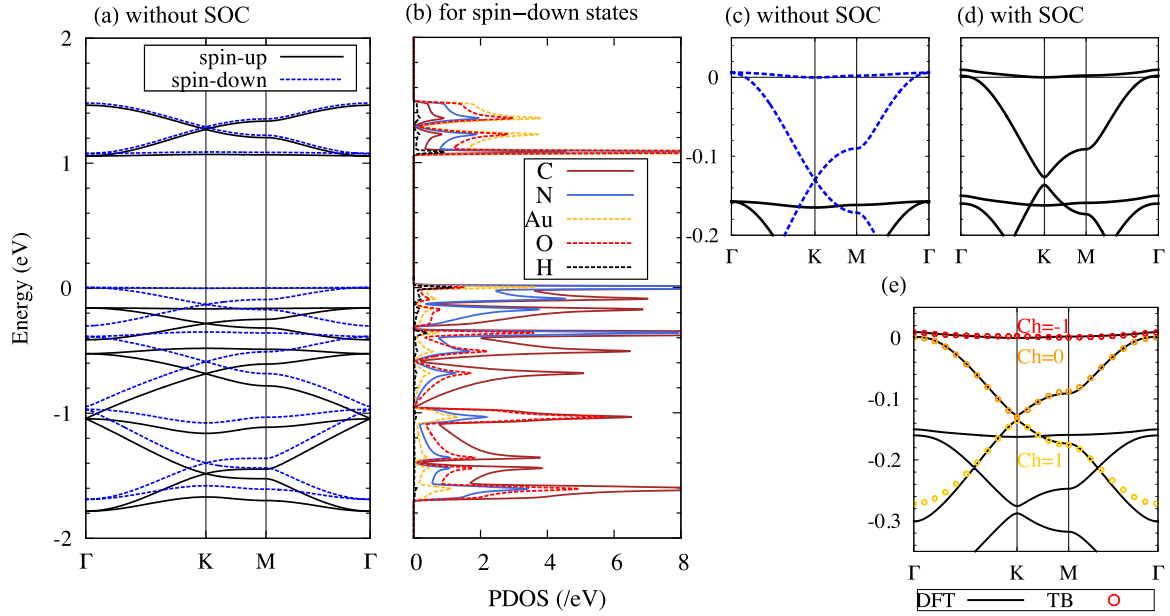 (a) without SOC
(b) for spin−down states
(c) without SOC
(d) with SOC
spin-up
spin-down
Energy (eV)
2
1
0
-1
-2
Γ
K
M
Γ
C
N
Au
O
H
0
2
4
6
8
PDOS (/eV)
0
-0.1
-0.2
Γ
K
M
Γ
Γ
K
M
Γ
(e)
Ch=-1
Ch=0
Ch=1
0
-0.1
-0.2
-0.3
Γ
K
M
Γ
DFT
TB